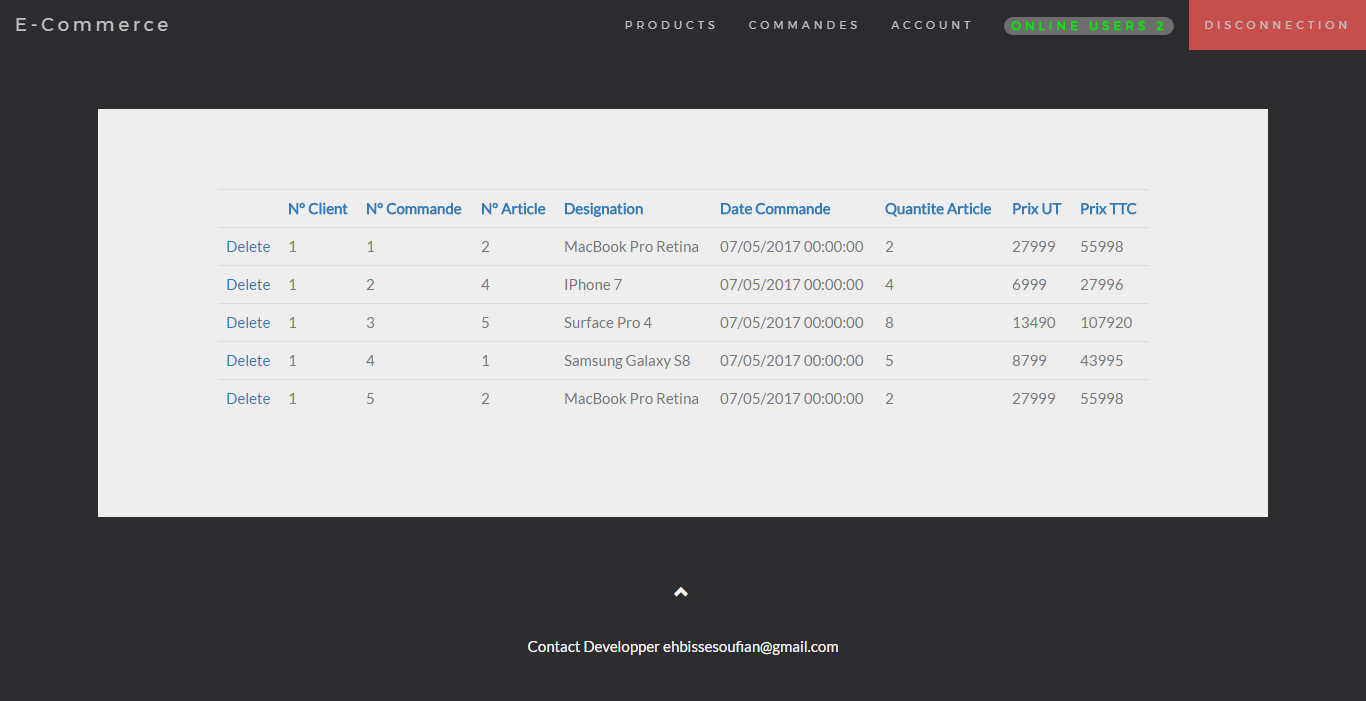 E-Commerce PRODUCTS COMMANDES ACCOUNT ONLINE USERS 2 DISCONNECTION
N° Client N° Commande N° Article Designation Date Commande Quantite Article Prix UT Prix TTC
Delete 1 1 2 MacBook Pro Retina 07/05/2017 00:00:00 2 27999 55998
Delete 1 2 4 IPhone 7 07/05/2017 00:00:00 4 6999 27996
Delete 1 3 5 Surface Pro 4 07/05/2017 00:00:00 8 13490 107920
Delete 1 4 1 Samsung Galaxy S8 07/05/2017 00:00:00 5 8799 43995
Delete 1 5 2 MacBook Pro Retina 07/05/2017 00:00:00 2 27999 55998
Contact Developper ehbissesoufian@gmail.com